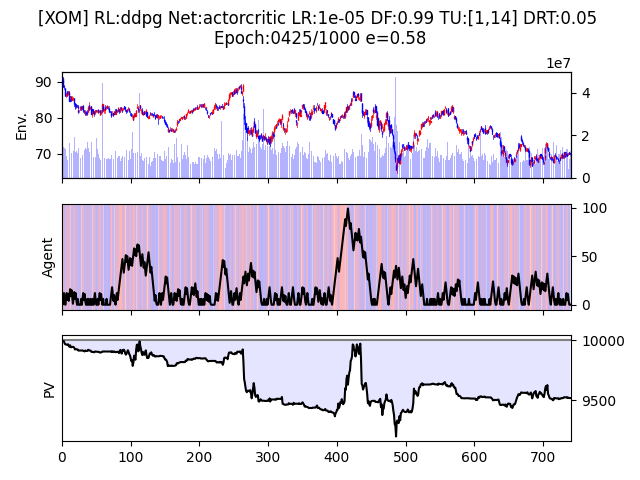 [XOM] RL:ddpg Net:actorcritic LR:1e-05 DF:0.99 TU:[1,14] DRT:0.05
Epoch:0425/1000 e=0.58
1e7
90
80
70
Env.
4
2
0
Agent
100
50
0
PV
10000
9500
0 100 200 300 400 500 600 700